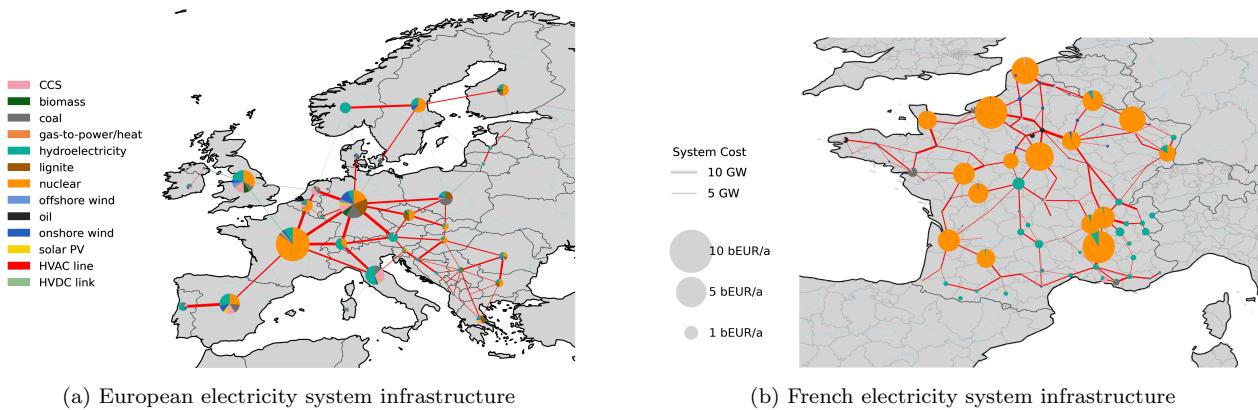 CCS
biomass
coal
gas-to-power/heat
hydroelectricity
lignite
nuclear
offshore wind
oil
onshore wind
solar PV
HVAC line
HVDC link
System Cost
10 GW
5 GW
10 bEUR/a
5 bEUR/a
1 bEUR/a
(a) European electricity system infrastructure
(b) French electricity system infrastructure